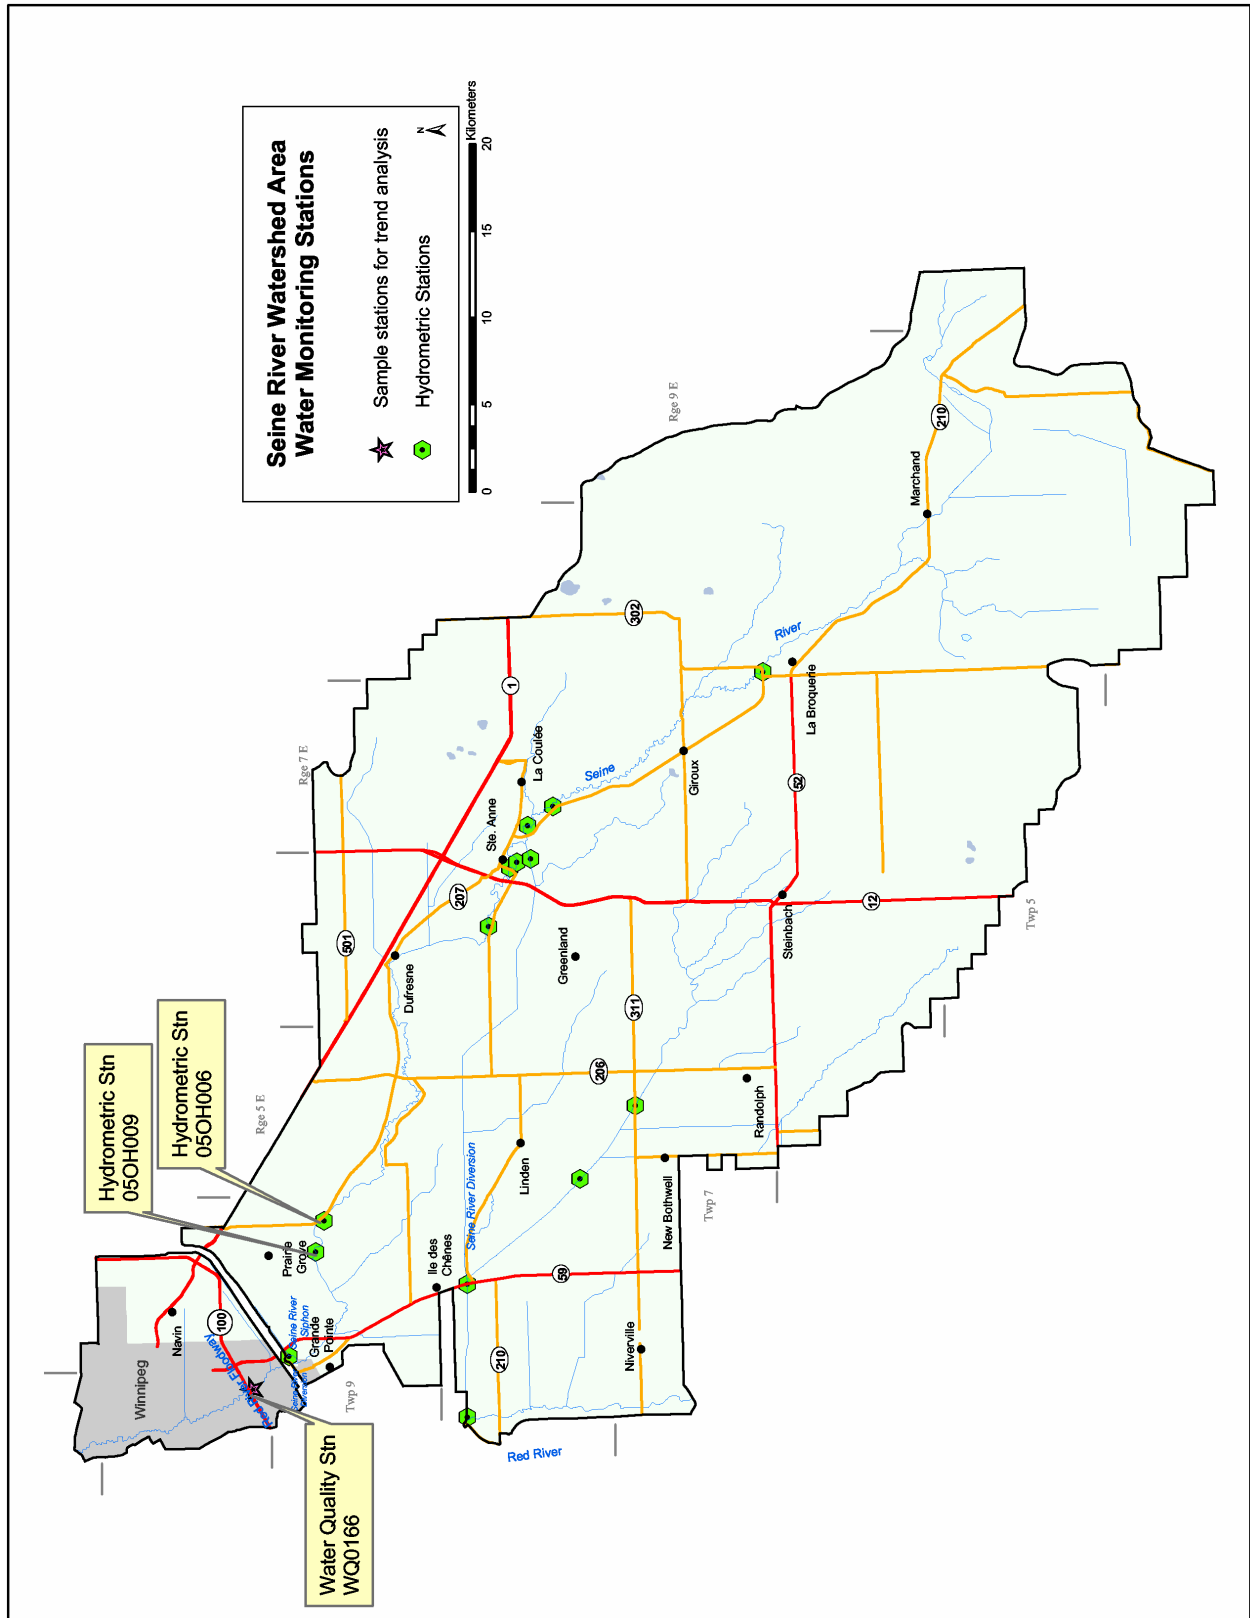 Seine River Watershed Area
Water Monitoring Stations
Sample stations for trend analysis
Hydrometric Stations
N
Kilometers
0
5
10
15
20
Hydrometric Stn
05OH009
Hydrometric Stn
05OH006
Water Quality Stn
WQ0166
Winnipeg
Navin
100
Red River Floodway
Seine River
Siphon
Seine River
Diversion
Grande
Pointe
Prairie
Grove
Twp 9
Rge 5 E
Rge 7 E
Rge 9 E
Ile des
Chênes
Seine River Diversion
Linden
59
210
Niverville
Red River
New Bothwell
Twp 7
Randolph
206
311
Greenland
Dufresne
501
207
Ste. Anne
La Coulée
1
302
Seine
River
Giroux
La Broquerie
52
Steinbach
12
Twp 5
Marchand
210